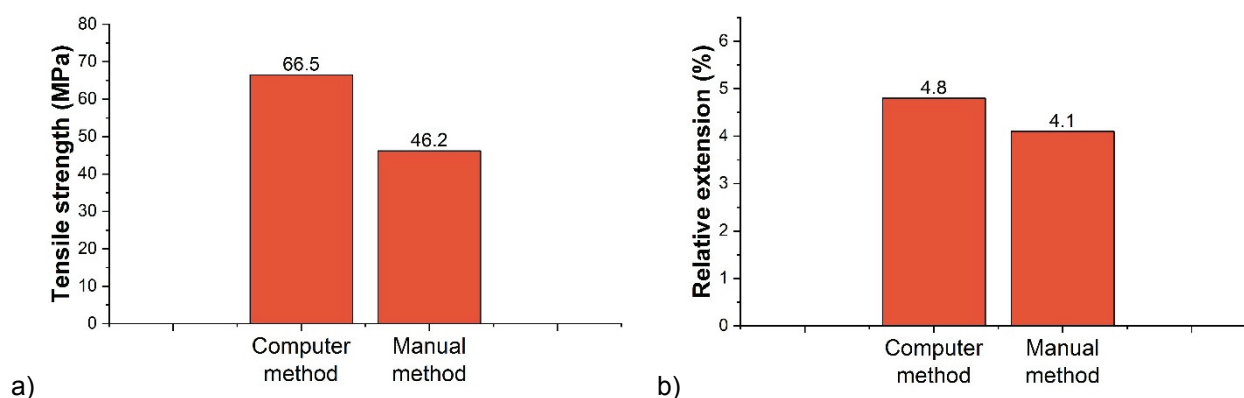 Tensile strength (MPa)
80
70
60
50
40
30
20
10
0
66.5
46.2
Computer
method
Manual
method
a)
Relative extension (%)
6
5
4
3
2
1
0
4.8
4.1
Computer
method
Manual
method
b)